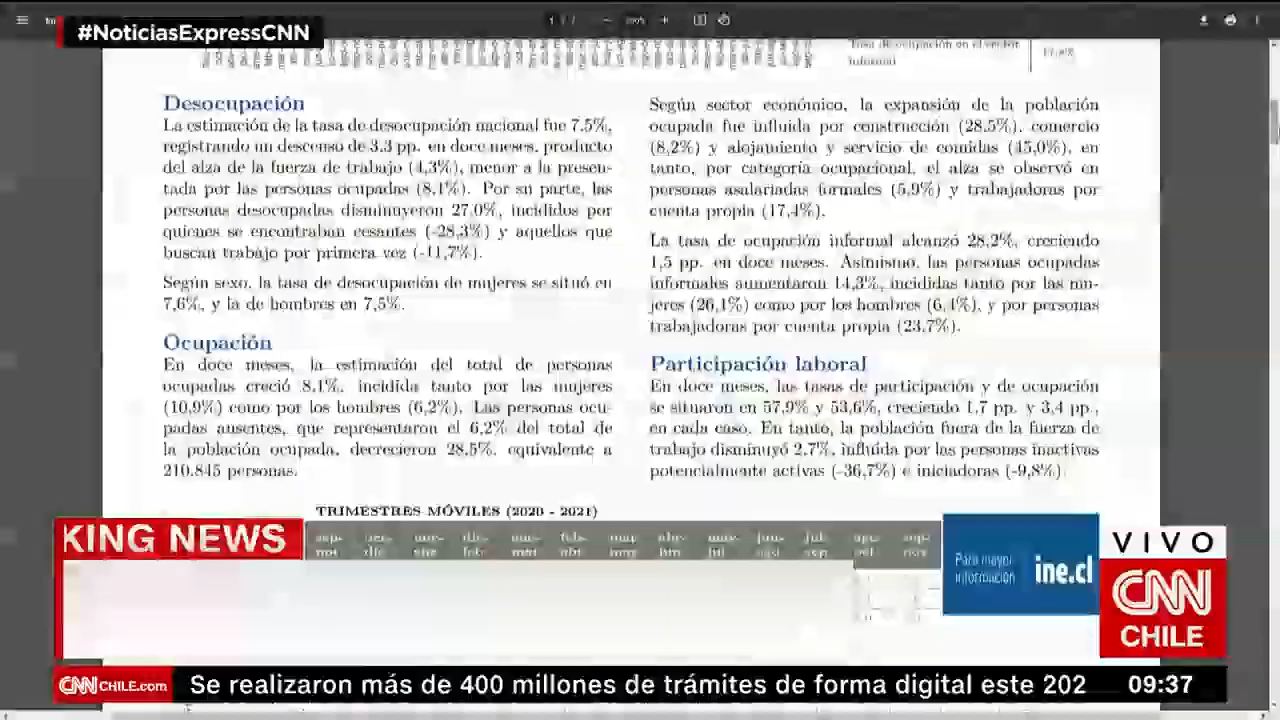 #NoticiasExpressCNN
Tasa de ocupación en el sector
informal
Desocupación
La estimación de la tasa de desocupación nacional fue 7.5%,
registrando un descenso de 3.3 pp. en doce meses, producto
del alza de la fuerza de trabajo (4,3%), menor a la presen-
tada por las personas ocupadas (8,1%). Por su parte, las
personas desocupadas disminuyeron 27,0%, incididos por
quienes se encontraban cesantes (-28,3%) y aquellos que
buscan trabajo por primera vez (-11,7%).
Según sexo, la tasa de desocupación de mujeres se situó en
7,6%, y la de hombres en 7,5%.
Ocupación
En doce meses, la estimación del total de personas
ocupadas creció 8,1%, incidida tanto por las mujeres
(10,9%) como por los hombres (6,2%). Las personas ocu-
padas ausentes, que representaron el 6,2% del total de
la población ocupada, decrecieron 28,5%, equivalente a
210.845 personas.
Según sector económico, la expansión de la población
ocupada fue influida por construcción (28,5%), comercio
(8,2%) y alojamiento y servicio de comidas (45,0%), en
tanto, por categoría ocupacional, el alza se observó en
personas asalariadas formales (5,9%) y trabajadoras por
cuenta propia (17,4%).
La tasa de ocupación informal alcanzó 28,2%, creciendo
1,5 pp. en doce meses. Asimismo, las personas ocupadas
informales aumentaron 14,3%, incididas tanto por las mu-
jeres (26,1%) como por los hombres (6,4%), y por personas
trabajadoras por cuenta propia (23,7%).
Participación laboral
En doce meses, las tasas de participación y de ocupación
se situaron en 57,9% y 53,6%, creciendo 1,7 pp. y 3,4 pp.,
en cada caso. En tanto, la población fuera de la fuerza de
trabajo disminuyó 2,7%, influida por las personas inactivas
potencialmente activas (-36,7%) e iniciadoras (-9,8%).
TRIMESTRES MÓVILES (2020 - 2021)
KING NEWS
Para mayor
información
ine.cl
VIVO
CNN
CHILE
CNNCHILE.com
Se realizaron más de 400 millones de trámites de forma digital este 202
09:37